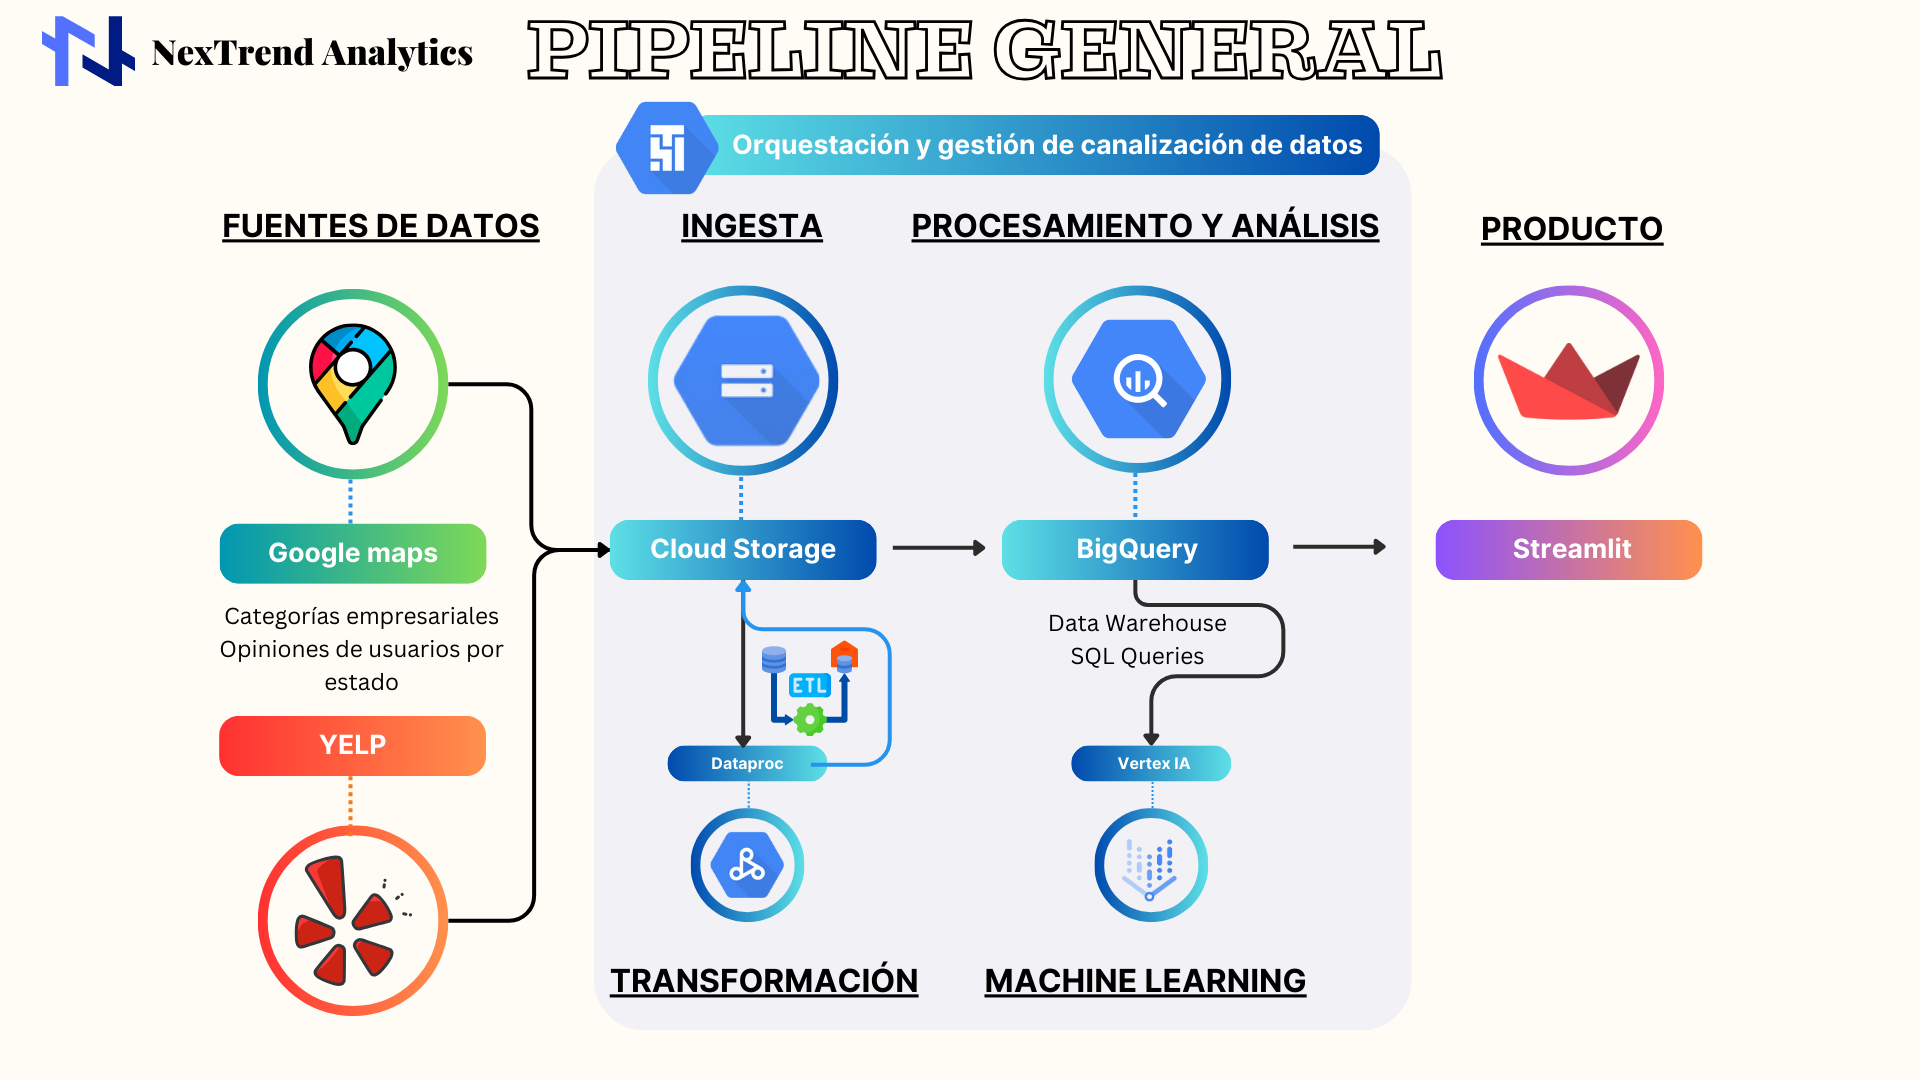 NexTrend Analytics
PIPELINE GENERAL
Orquestación y gestión de canalización de datos
FUENTES DE DATOS
INGESTA
PROCESAMIENTO Y ANÁLISIS
PRODUCTO
Google maps
Cloud Storage
BigQuery
Streamlit
Categorías empresariales
Opiniones de usuarios por
estado
Data Warehouse
SQL Queries
ETL
YELP
Dataproc
Vertex IA
TRANSFORMACIÓN
MACHINE LEARNING